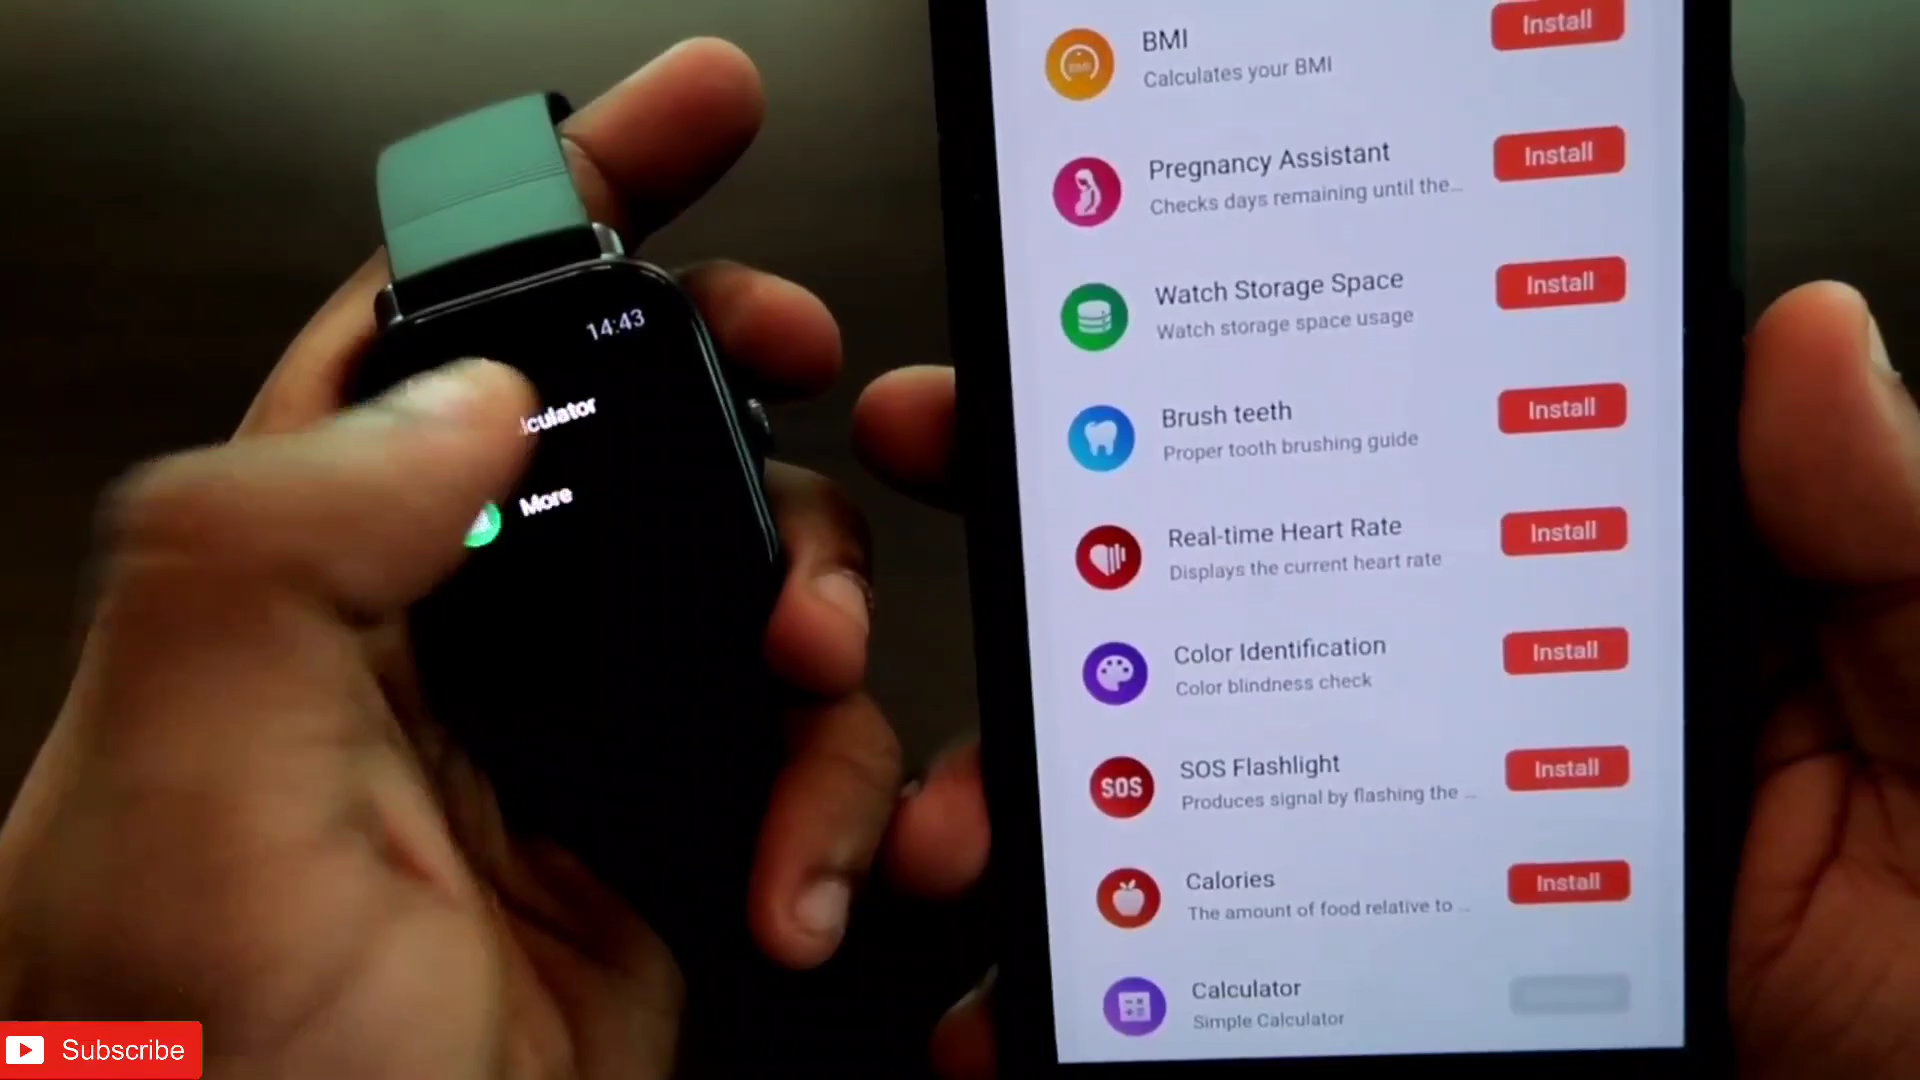 14:43
lculator
More
BMI
Calculates your BMI
Install
Pregnancy Assistant
Checks days remaining until the...
Install
Watch Storage Space
Watch storage space usage
Install
Brush teeth
Proper tooth brushing guide
Install
Real-time Heart Rate
Displays the current heart rate
Install
Color Identification
Color blindness check
Install
SOS
SOS Flashlight
Produces signal by flashing the ...
Install
Calories
The amount of food relative to ...
Install
Calculator
Simple Calculator
Subscribe